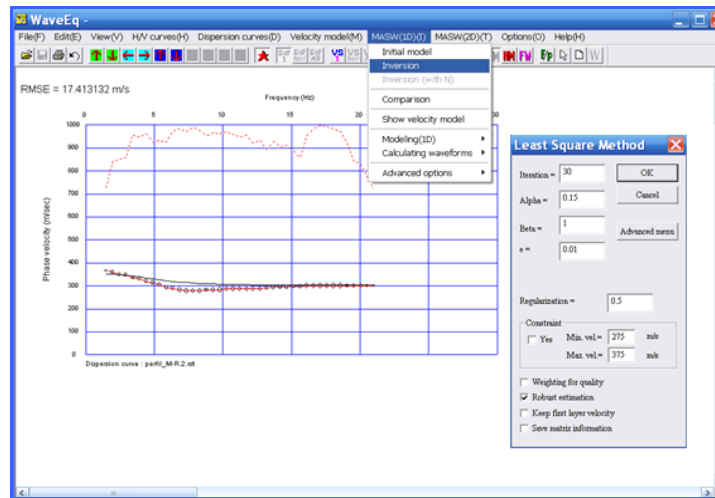 WaveEq -
File(F) Edit(E) View(V) H/V curves(H) Dispersion curves(D) Velocity model(M) MASW(1D)(I) MASW(2D)(T) Options(O) Help(H)
Initial model
Inversion
Inversion (with N)
Comparison
Show velocity model
Modeling(1D)
Calculating waveforms
Advanced options
RMSE = 17.413132 m/s
Frequency (Hz)
0 5 10 15 20
Phase velocity (m/sec)
1000
900
800
700
600
500
400
300
200
100
0
Dispersion curve : perfil_M-R.2.rst
Least Square Method
Iteration = 30
OK
Alpha = 0.15
Cancel
Beta = 1
Advanced menu
e = 0.01
Regularization = 0.5
Constraint
Yes Min. vel.= 275 m/s
Max. vel.= 375 m/s
Weighting for quality
Robust estimation
Keep first layer velocity
Save matrix information